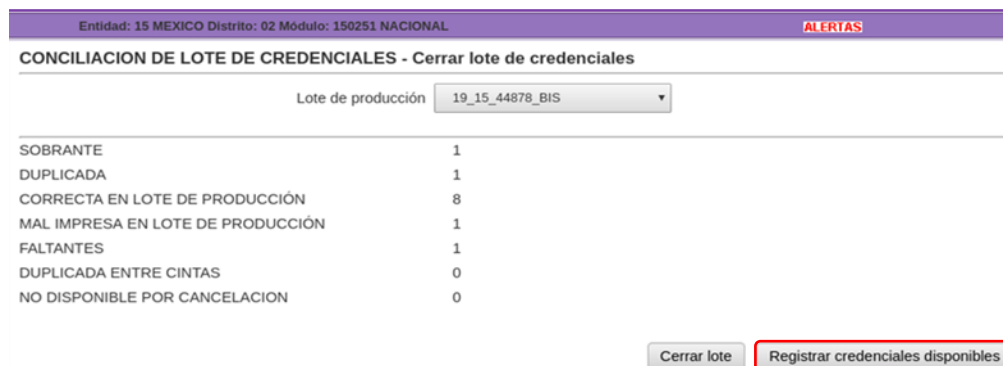 Entidad: 15 MEXICO Distrito: 02 Módulo: 150251 NACIONAL ALERTAS
CONCILIACION DE LOTE DE CREDENCIALES - Cerrar lote de credenciales
Lote de producción 19_15_44878_BIS
SOBRANTE 1
DUPLICADA 1
CORRECTA EN LOTE DE PRODUCCIÓN 8
MAL IMPRESA EN LOTE DE PRODUCCIÓN 1
FALTANTES 1
DUPLICADA ENTRE CINTAS 0
NO DISPONIBLE POR CANCELACION 0
Cerrar lote Registrar credenciales disponibles